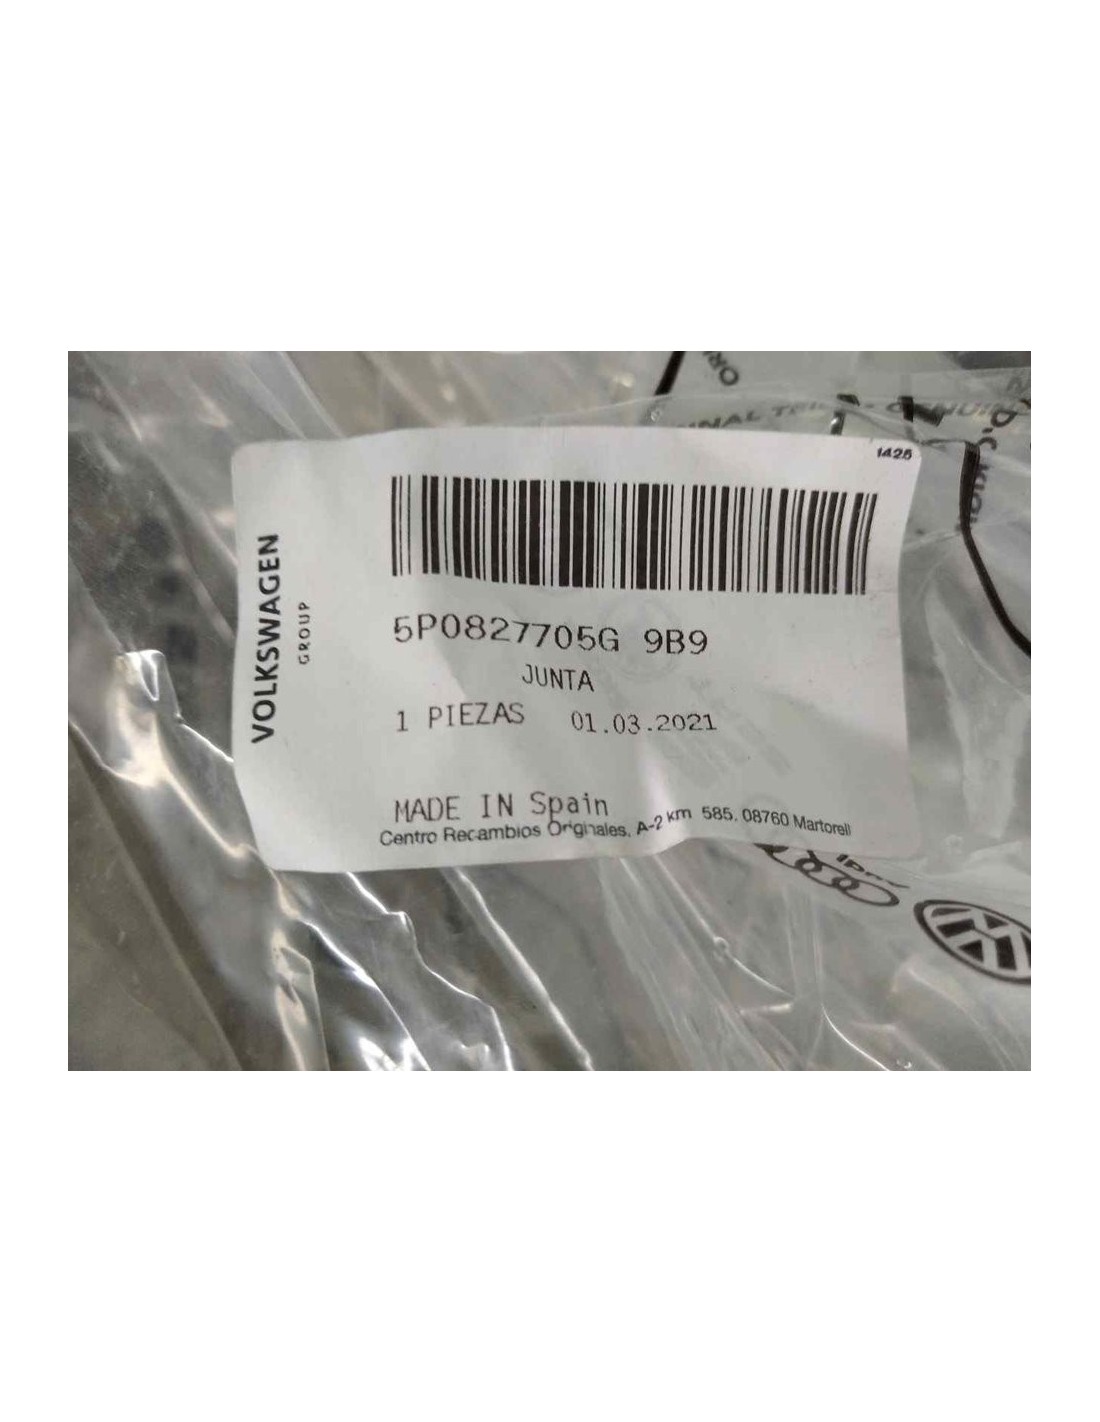 1425
VOLKSWAGEN
GROUP
5P0827705G 9B9
JUNTA
1 PIEZAS 01.03.2021
MADE IN Spain
Centro Recambios Originales, A-2 km 585, 08760 Martorell
Audi